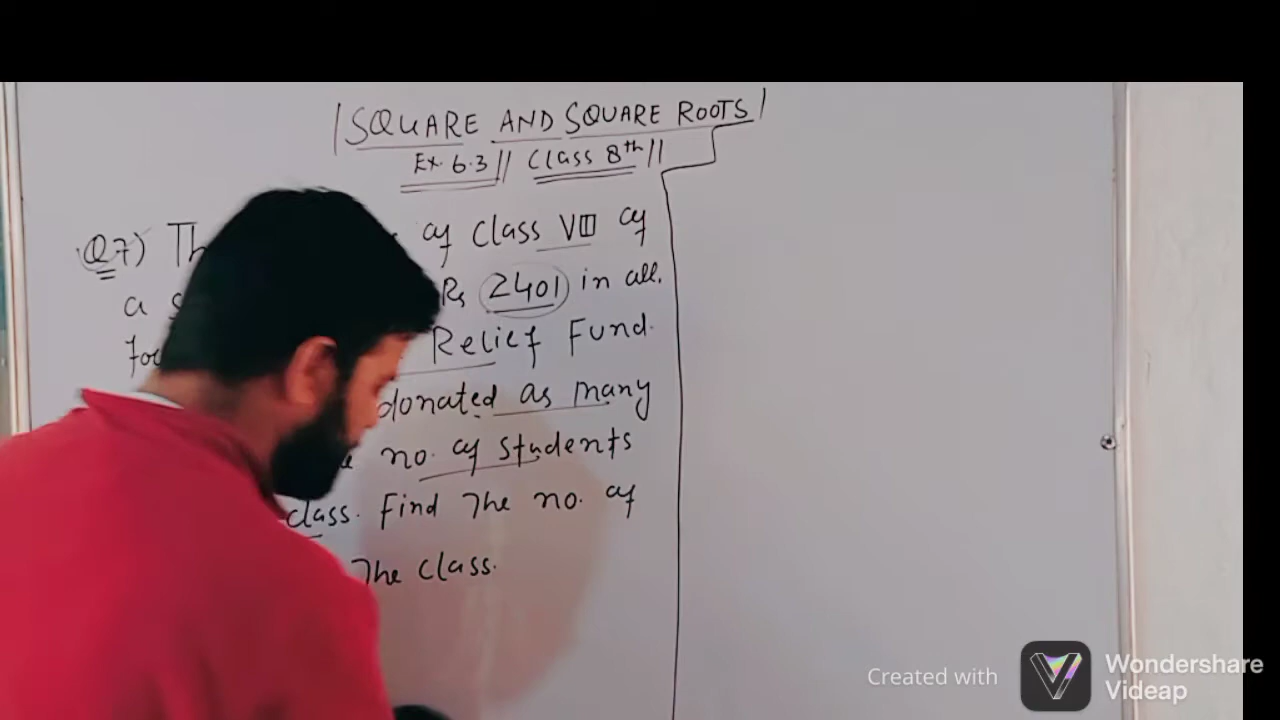 SQUARE AND SQUARE ROOTS
Ex. 6.3 || Class 8th ||
Q7) Th of Class VIII of
a Rs 2401 in all.
for Relief Fund.
donated as many
no. of students
class. Find The no. of
The class.
Created with Wondershare Videap